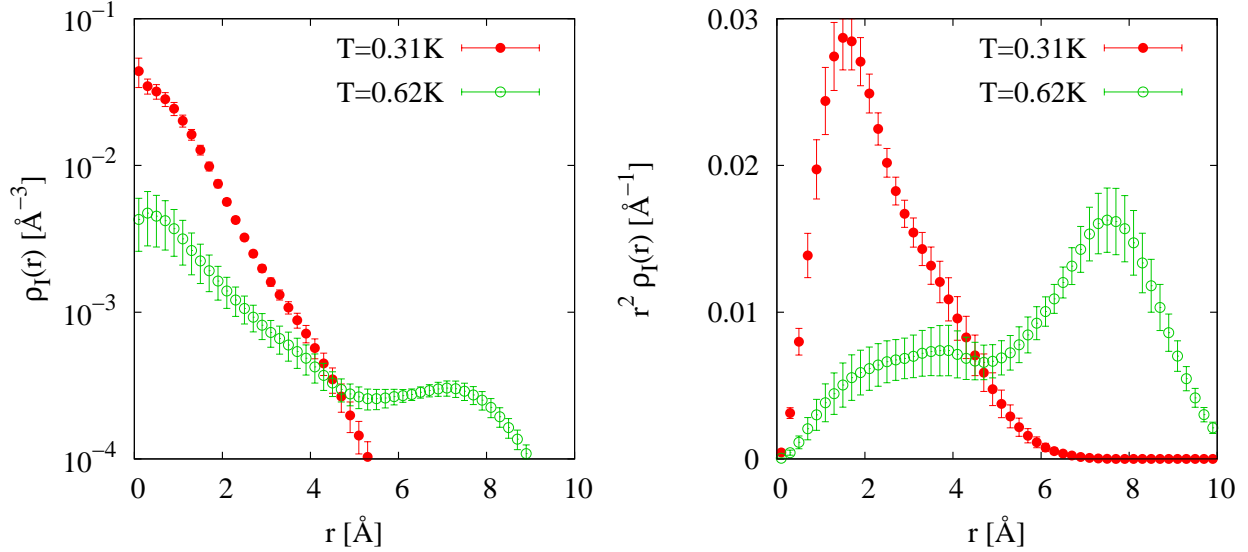 10⁻¹
10⁻²
10⁻³
10⁻⁴
ρI(r) [Å⁻³]
T=0.31K
T=0.62K
0 2 4 6 8 10
r [Å]
0.03
0.02
0.01
0
r² ρI(r) [Å⁻¹]
T=0.31K
T=0.62K
0 2 4 6 8 10
r [Å]